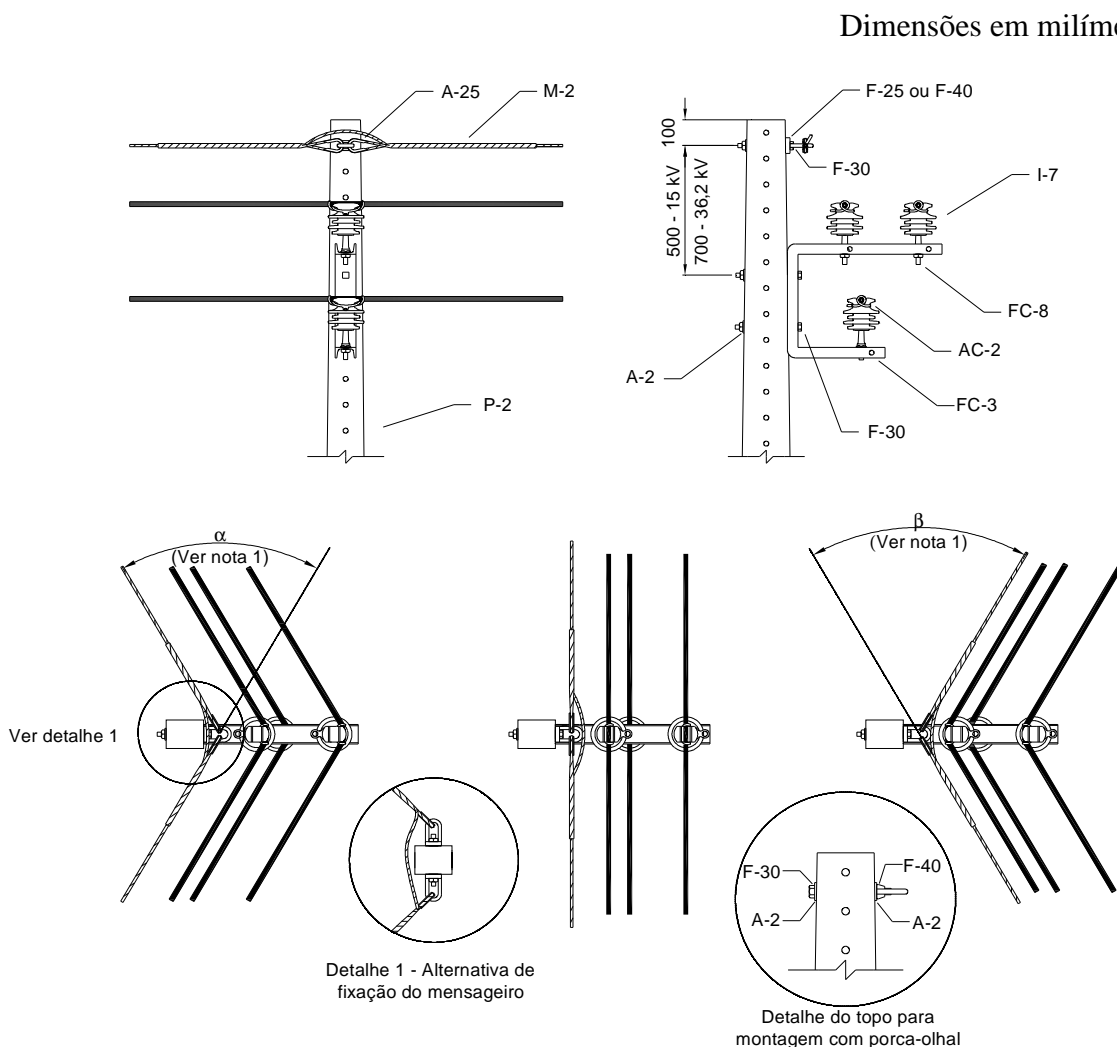 Dimensões em milím
A-25
M-2
P-2
100
500 - 15 kV
700 - 36,2 kV
F-25 ou F-40
F-30
I-7
FC-8
AC-2
FC-3
A-2
F-30
α
(Ver nota 1)
β
(Ver nota 1)
Ver detalhe 1
Detalhe 1 - Alternativa de
fixação do mensageiro
F-30
F-40
A-2
A-2
Detalhe do topo para
montagem com porca-olhal